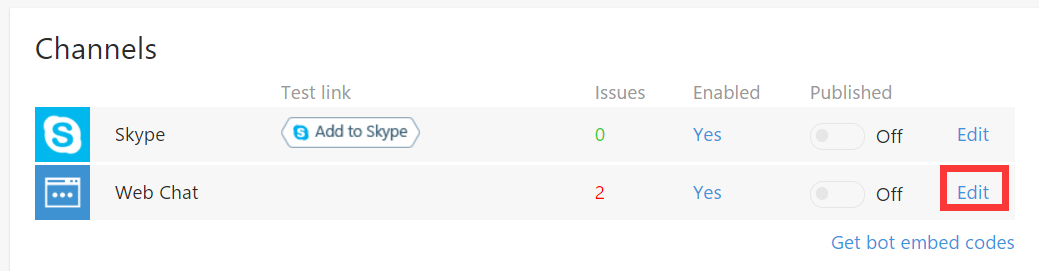 Channels
Test link Issues Enabled Published
Skype Add to Skype 0 Yes Off Edit
Web Chat 2 Yes Off Edit
Get bot embed codes